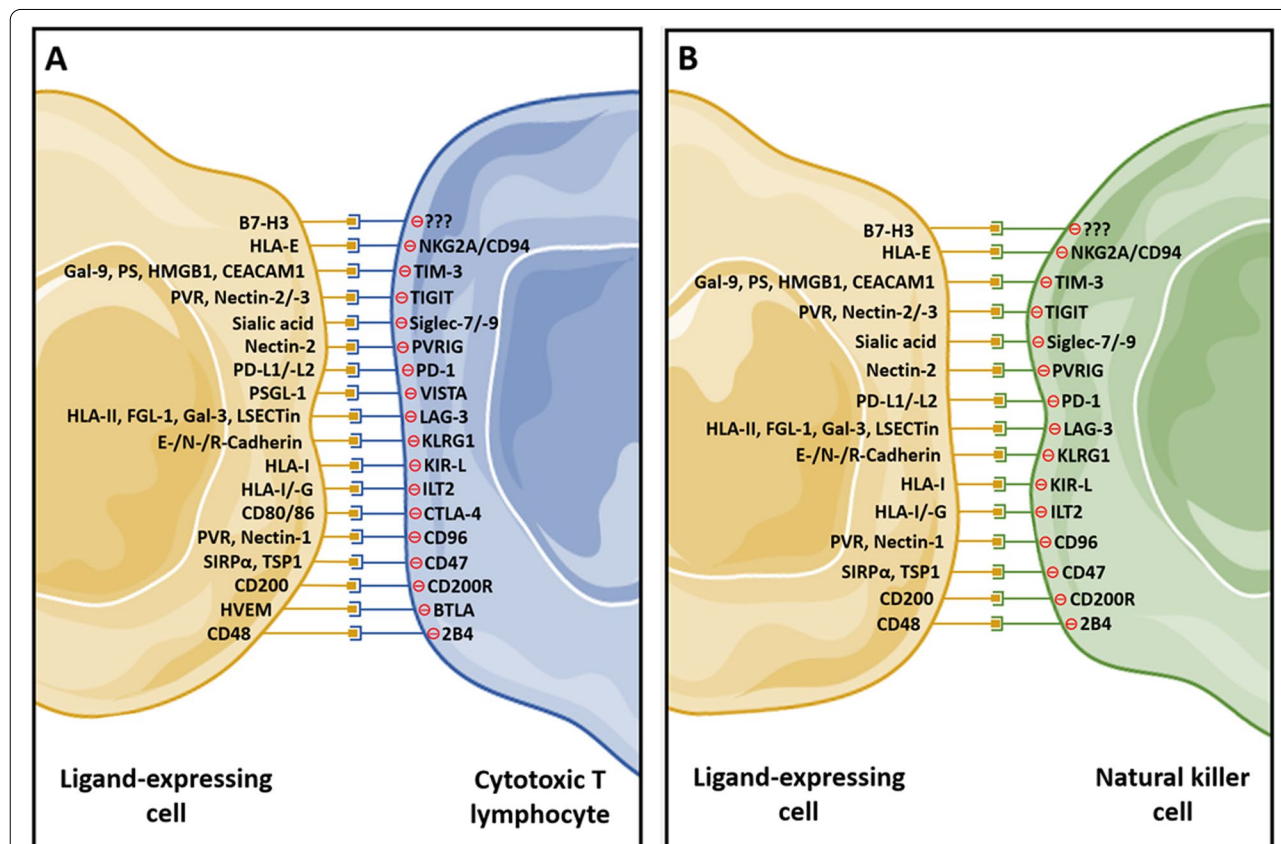 A
B7-H3 ???
HLA-E NKG2A/CD94
Gal-9, PS, HMGB1, CEACAM1 TIM-3
PVR, Nectin-2/-3 TIGIT
Sialic acid Siglec-7/-9
Nectin-2 PVRIG
PD-L1/-L2 PD-1
PSGL-1 VISTA
HLA-II, FGL-1, Gal-3, LSECTin LAG-3
E-/N-/R-Cadherin KLRG1
HLA-I KIR-L
HLA-I/-G ILT2
CD80/86 CTLA-4
PVR, Nectin-1 CD96
SIRPα, TSP1 CD47
CD200 CD200R
HVEM BTLA
CD48 2B4
Ligand-expressing
cell
Cytotoxic T
lymphocyte
B
B7-H3 ???
HLA-E NKG2A/CD94
Gal-9, PS, HMGB1, CEACAM1 TIM-3
PVR, Nectin-2/-3 TIGIT
Sialic acid Siglec-7/-9
Nectin-2 PVRIG
PD-L1/-L2 PD-1
HLA-II, FGL-1, Gal-3, LSECTin LAG-3
E-/N-/R-Cadherin KLRG1
HLA-I KIR-L
HLA-I/-G ILT2
PVR, Nectin-1 CD96
SIRPα, TSP1 CD47
CD200 CD200R
CD48 2B4
Ligand-expressing
cell
Natural killer
cell